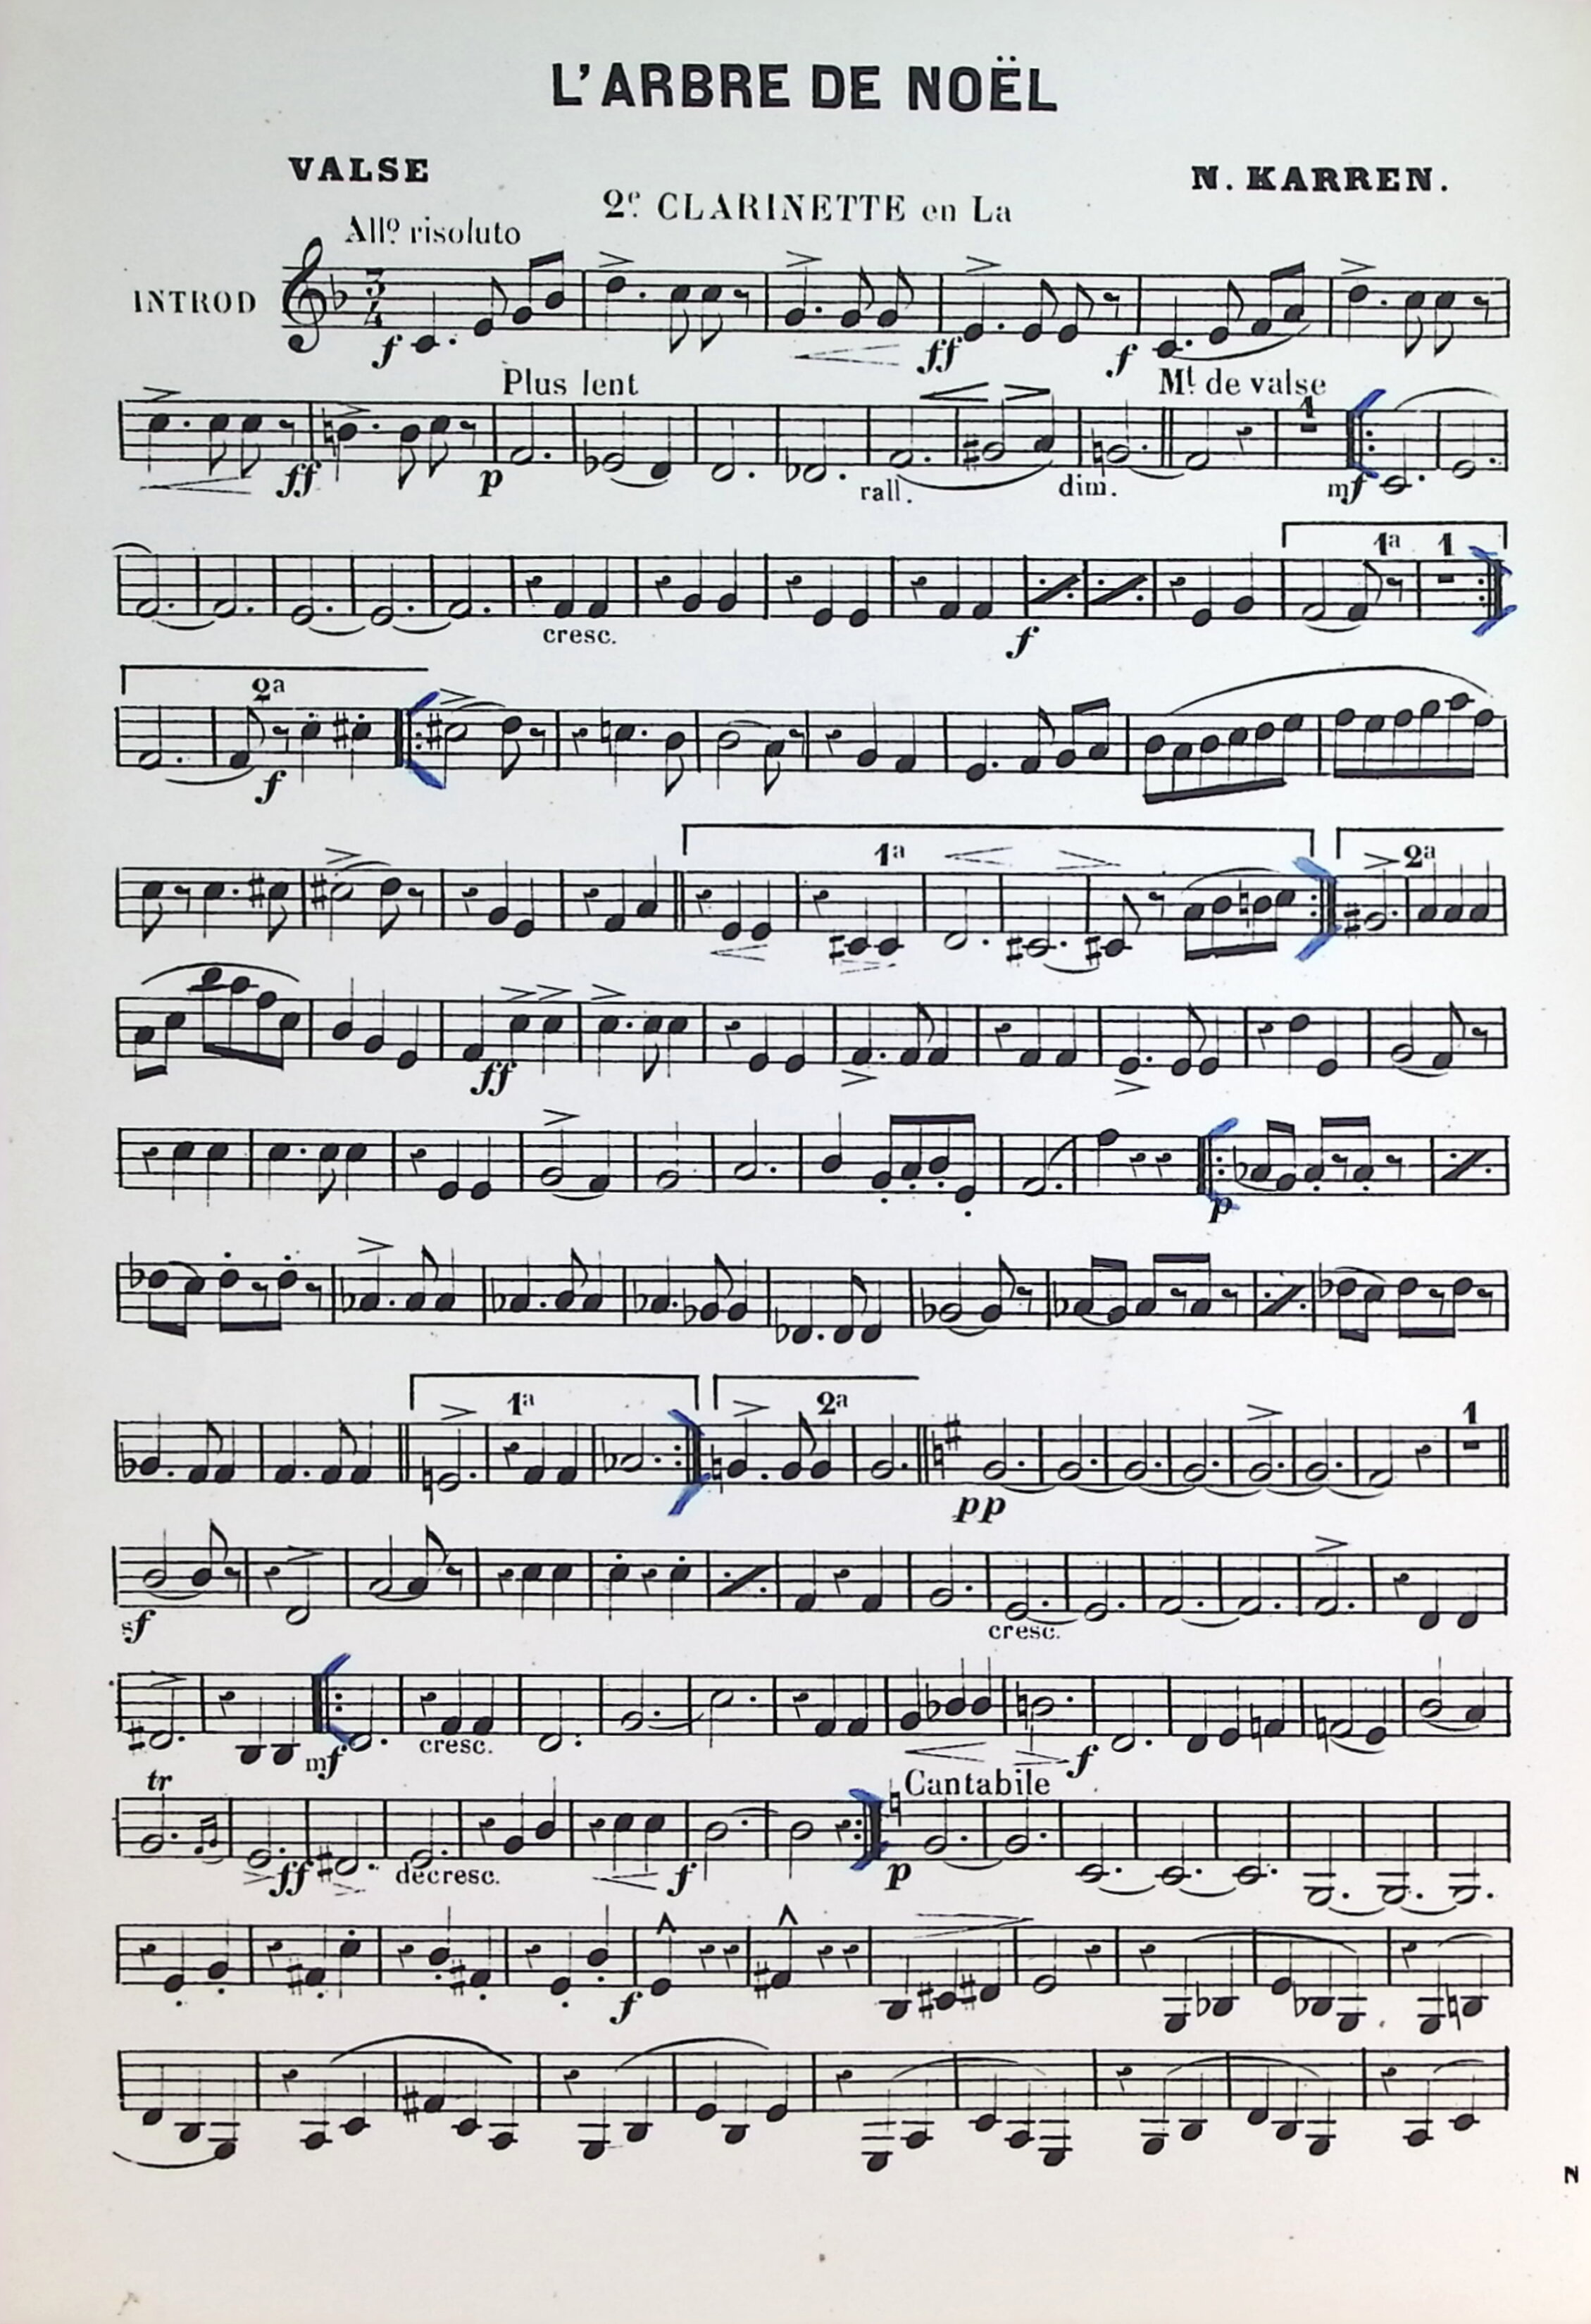 L'ARBRE DE NOËL
VALSE
N. KARREN.
2e. CLARINETTE en La
Allo. risoluto
INTROD
3/4
f ff f
Plus lent Mt. de valse
1
ff p rall. dim. mf
1a 1
cresc. f
2a
f
1a 2a
ff
p
1a 2a 1
pp
sf cresc.
mf cresc. f
tr Cantabile
ff decresc. f p
f
N